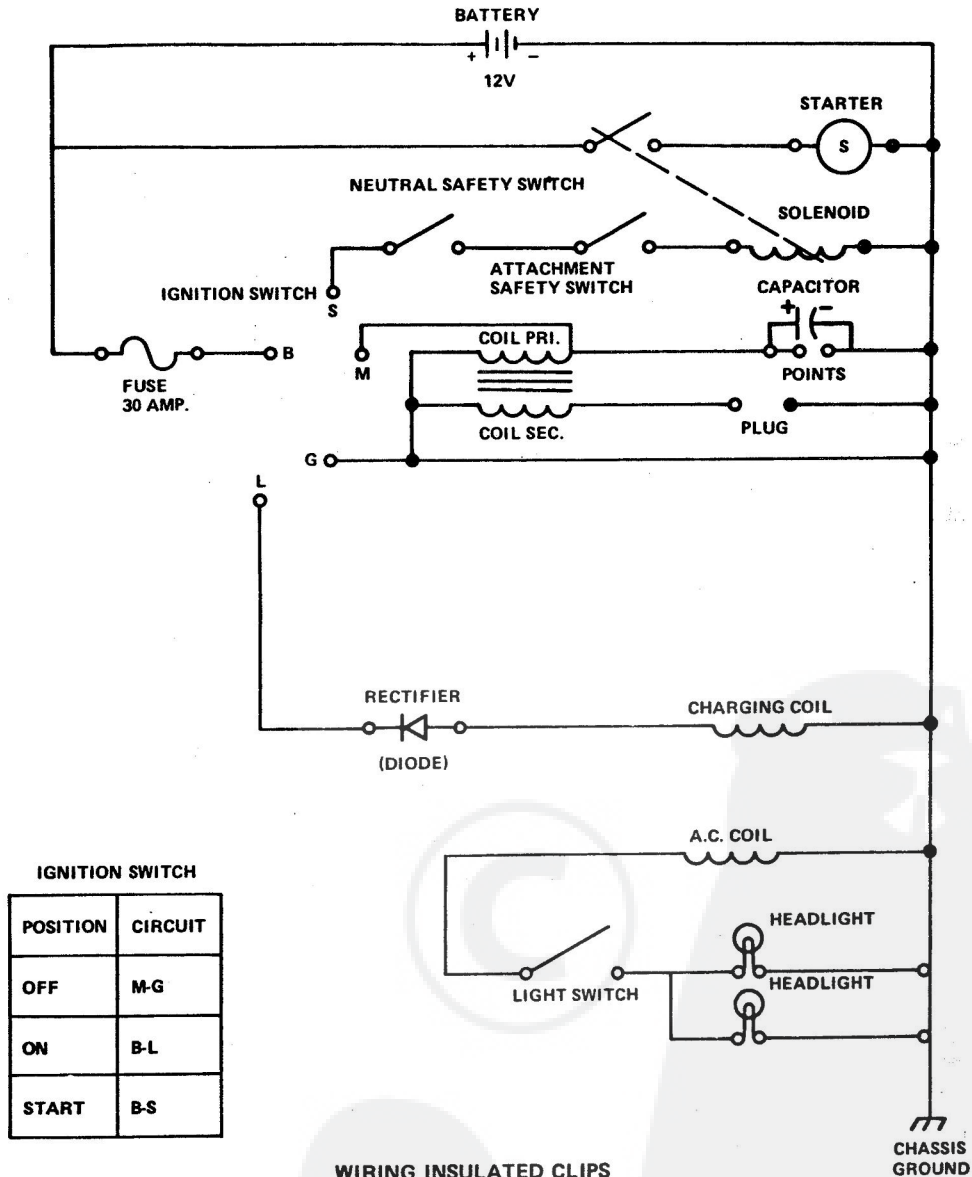 BATTERY
+ -
12V
STARTER
S
NEUTRAL SAFETY SWITCH
SOLENOID
ATTACHMENT
SAFETY SWITCH
IGNITION SWITCH
S
CAPACITOR
+ -
B
M
COIL PRI.
POINTS
FUSE
30 AMP.
COIL SEC.
PLUG
G
L
RECTIFIER
(DIODE)
CHARGING COIL
A.C. COIL
HEADLIGHT
LIGHT SWITCH
HEADLIGHT
IGNITION SWITCH
POSITION CIRCUIT
OFF M-G
ON B-L
START B-S
C
CHASSIS
GROUND
WIRING INSULATED CLIPS